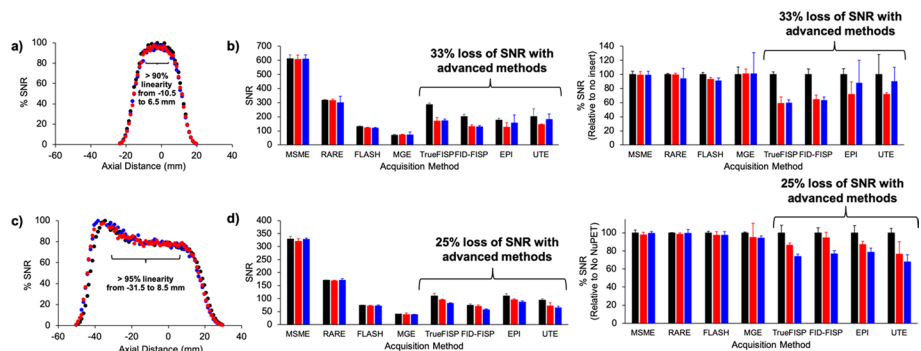 a)
% SNR
100
80
60
40
20
0
> 90%
linearity
from -10.5
to 6.5 mm
-60 -40 -20 0 20 40
Axial Distance (mm)
b)
SNR
700
600
500
400
300
200
100
0
33% loss of SNR with
advanced methods
MSME RARE FLASH MGE TrueFISP FID-FISP EPI UTE
Acquisition Method
% SNR
(Relative to no insert)
140
120
100
80
60
40
20
0
33% loss of SNR with
advanced methods
MSME RARE FLASH MGE TrueFISP FID-FISP EPI UTE
Acquisition Method
c)
% SNR
100
80
60
40
20
0
> 95% linearity
from -31.5 to 8.5 mm
-60 -40 -20 0 20 40
Axial Distance (mm)
d)
SNR
400
350
300
250
200
150
100
50
0
25% loss of SNR with
advanced methods
MSME RARE FLASH MGE TrueFISP FID-FISP EPI UTE
Acquisition Method
25% loss of SNR with
advanced methods
% SNR
(Relative to No NuPET)
120
100
80
60
40
20
0
MSME RARE FLASH MGE TrueFISP FID-FISP EPI UTE
Acquisition Method